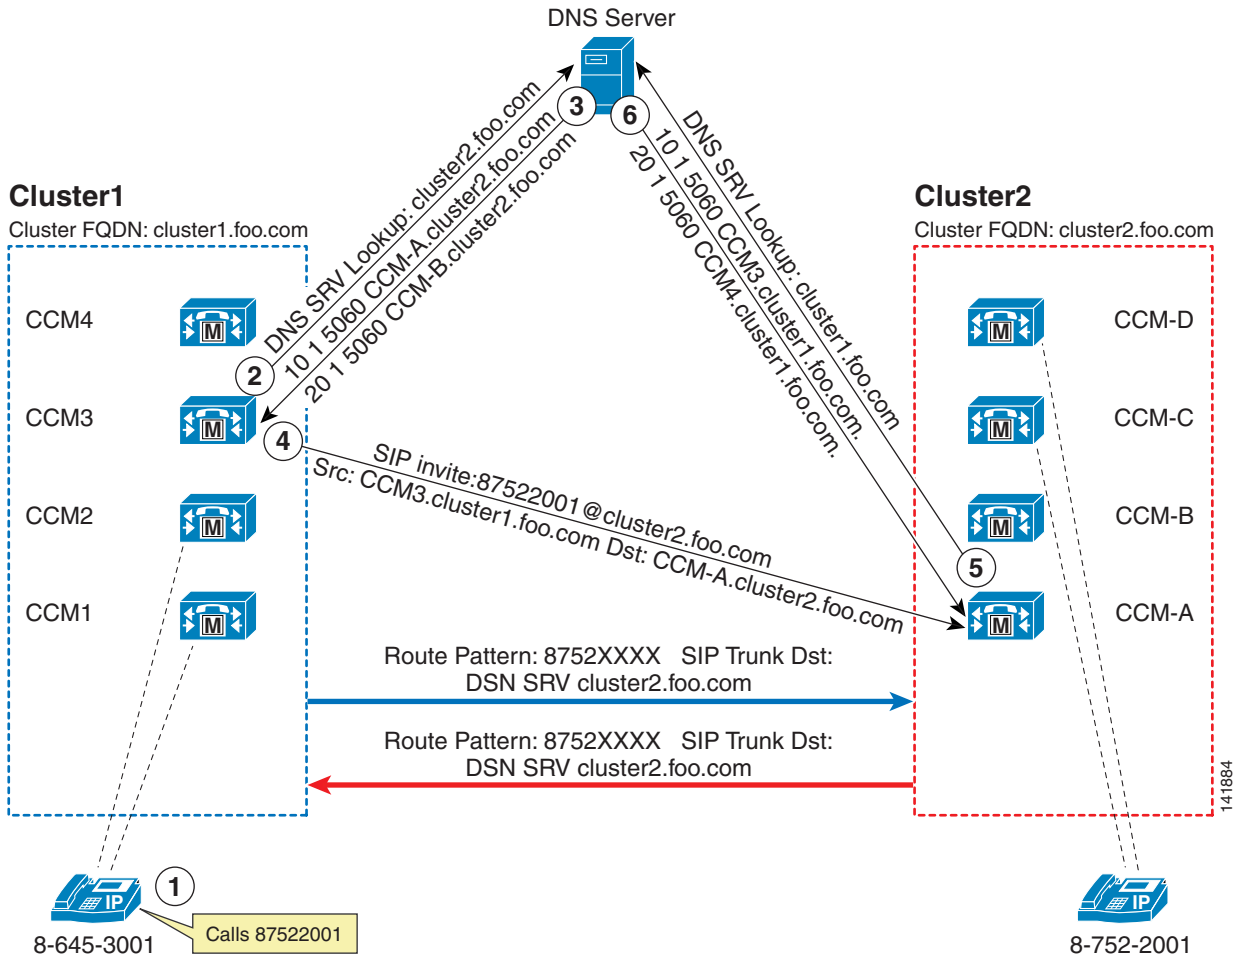 DNS Server
3
6
DNS SRV Lookup: cluster2.foo.com
10 1 5060 CCM-A.cluster2.foo.com
20 1 5060 CCM-B.cluster2.foo.com
DNS SRV Lookup: cluster1.foo.com
10 1 5060 CCM3.cluster1.foo.com.
20 1 5060 CCM4.cluster1.foo.com.
Cluster1
Cluster FQDN: cluster1.foo.com
Cluster2
Cluster FQDN: cluster2.foo.com
CCM4
M
2
CCM3
M
4
CCM2
M
CCM1
M
M
CCM-D
M
CCM-C
M
CCM-B
5
M
CCM-A
SIP invite:87522001@cluster2.foo.com
Src: CCM3.cluster1.foo.com Dst: CCM-A.cluster2.foo.com
Route Pattern: 8752XXXX SIP Trunk Dst:
DSN SRV cluster2.foo.com
Route Pattern: 8752XXXX SIP Trunk Dst:
DSN SRV cluster2.foo.com
141884
1
IP
Calls 87522001
8-645-3001
IP
8-752-2001